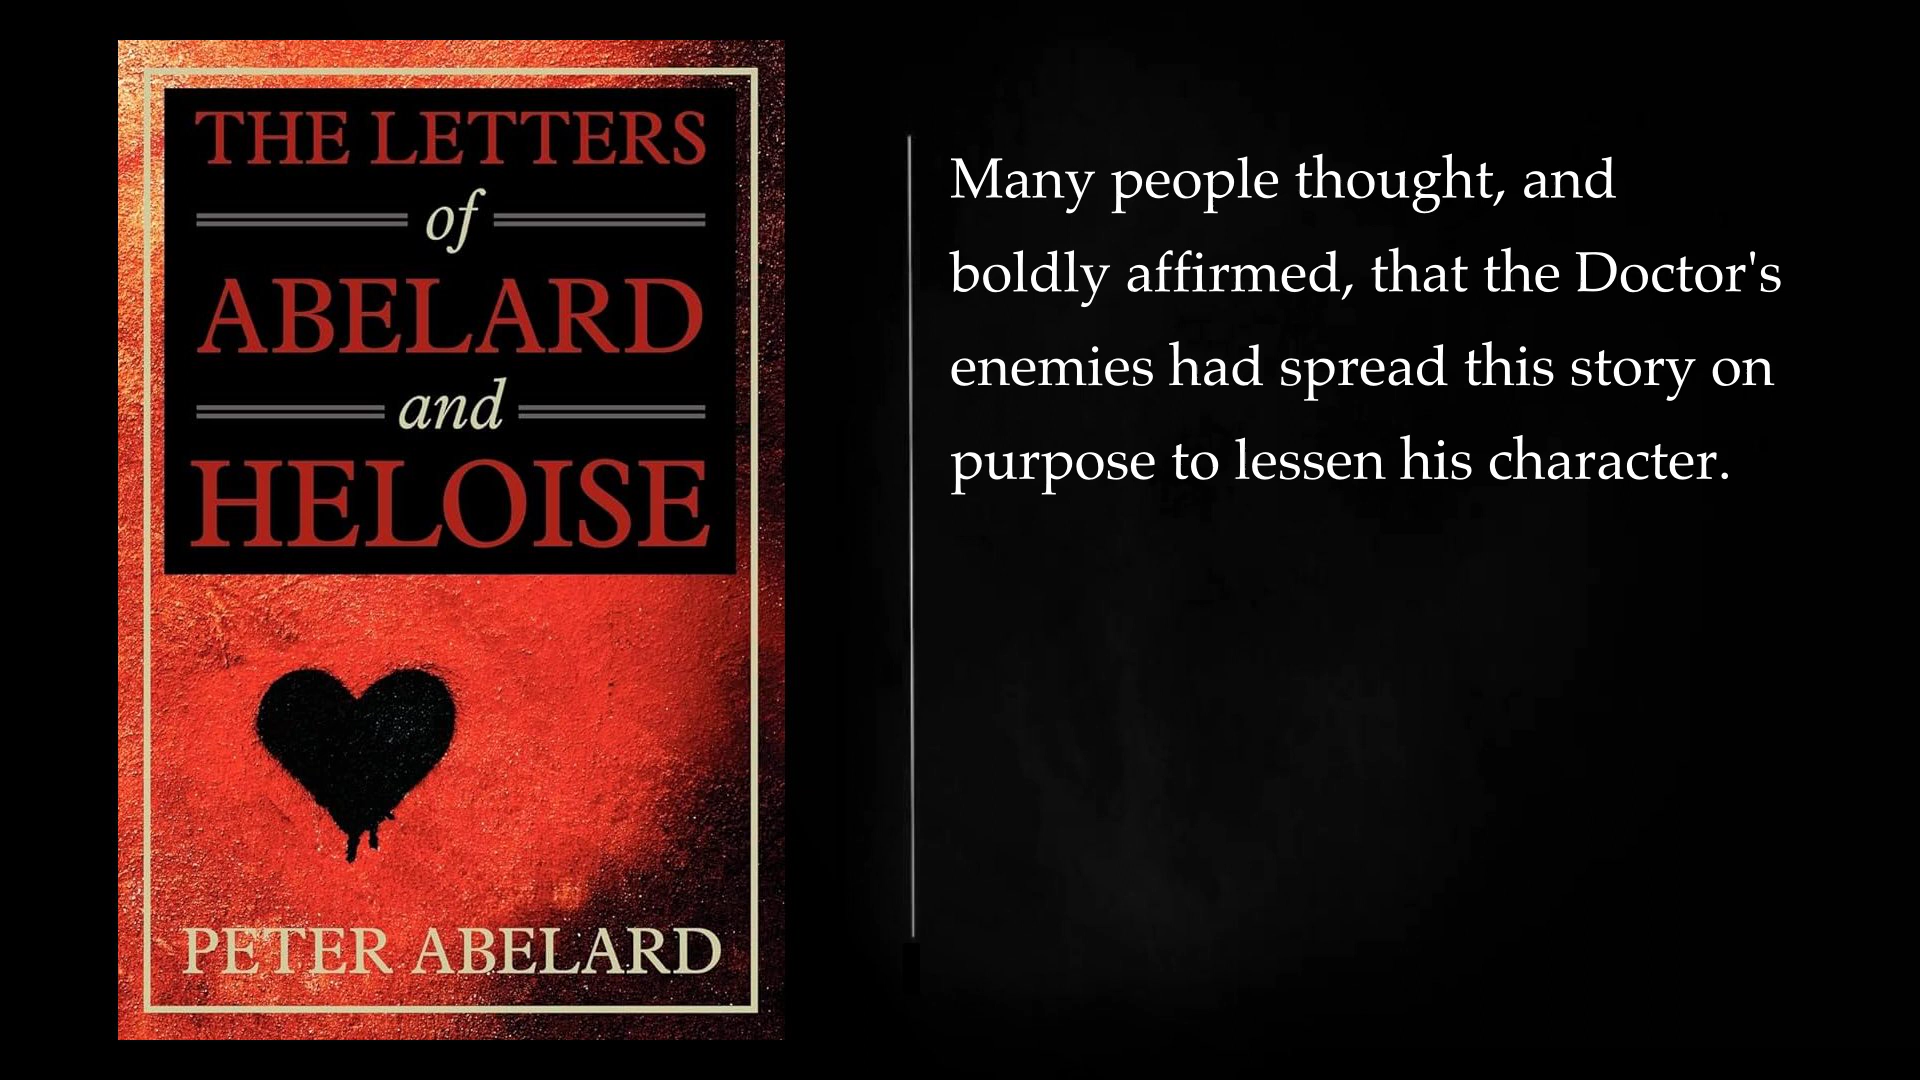 THE LETTERS
of
ABELARD
and
HELOISE
PETER ABELARD
Many people thought, and
boldly affirmed, that the Doctor's
enemies had spread this story on
purpose to lessen his character.